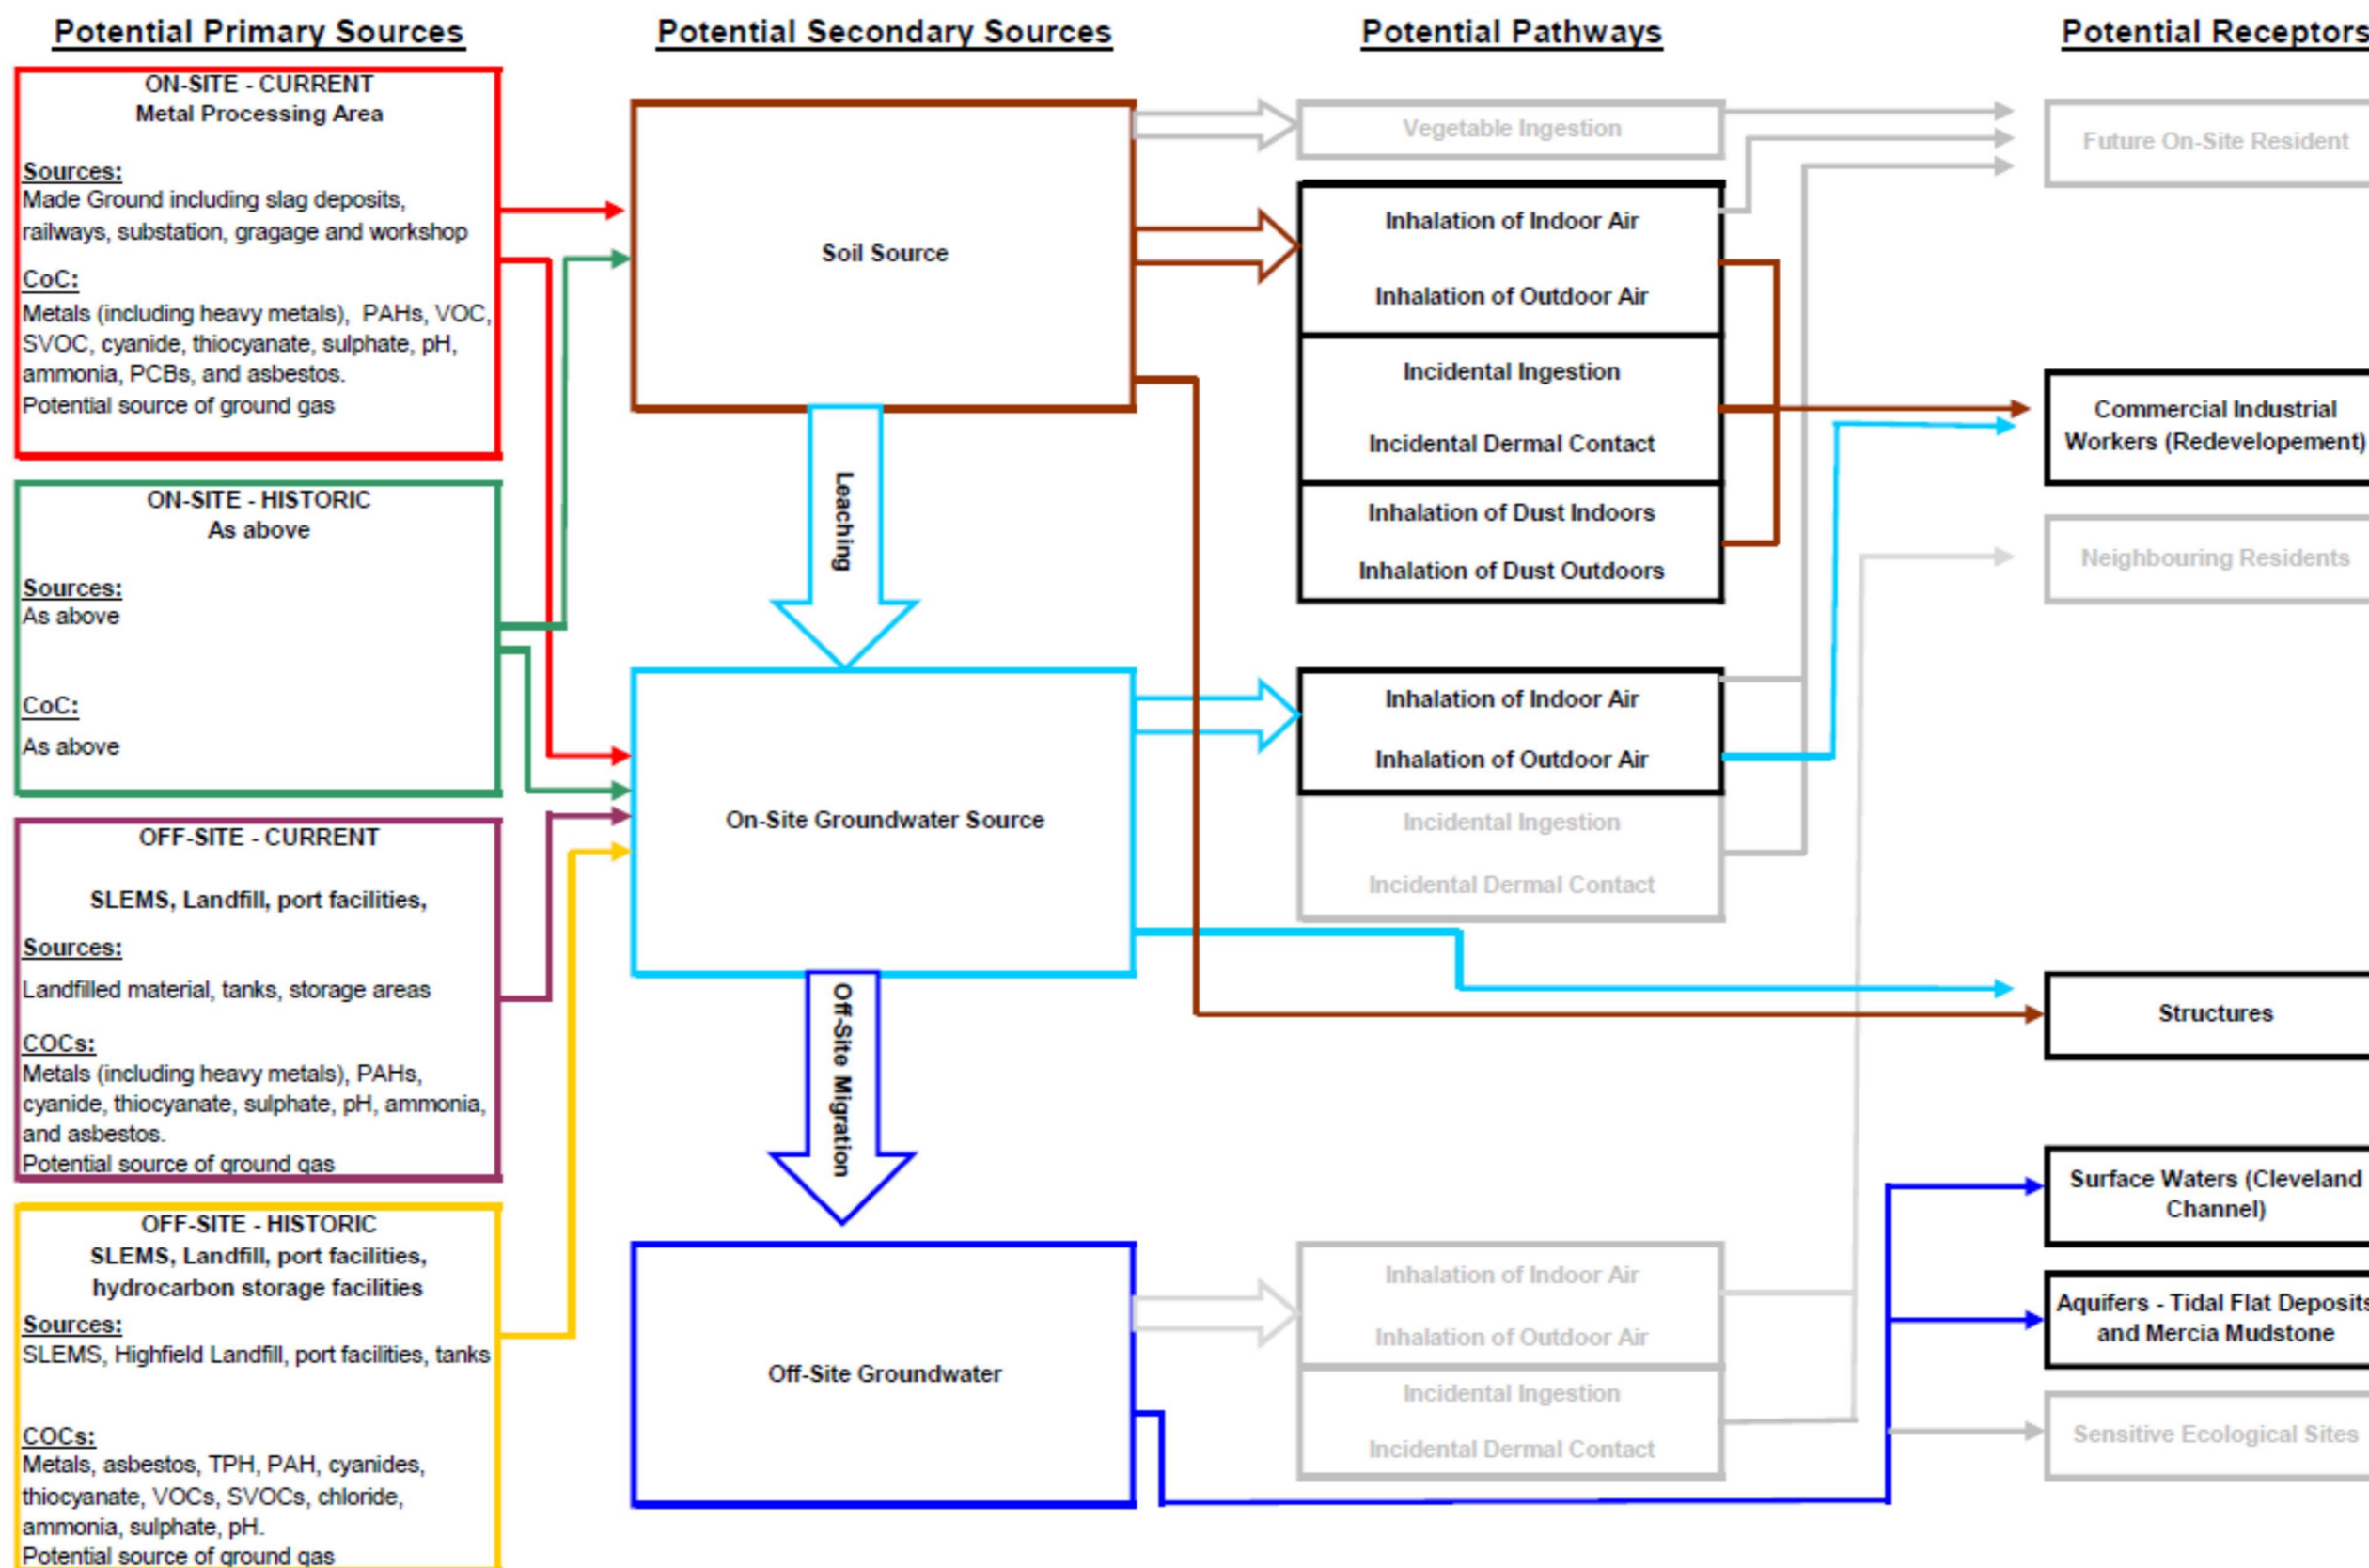 Potential Primary Sources
Potential Secondary Sources
Potential Pathways
Potential Receptors
ON-SITE - CURRENT
Metal Processing Area
Sources:
Made Ground including slag deposits,
railways, substation, gragage and workshop
CoC:
Metals (including heavy metals), PAHs, VOC,
SVOC, cyanide, thiocyanate, sulphate, pH,
ammonia, PCBs, and asbestos.
Potential source of ground gas
ON-SITE - HISTORIC
As above
Sources:
As above
CoC:
As above
OFF-SITE - CURRENT
SLEMS, Landfill, port facilities,
Sources:
Landfilled material, tanks, storage areas
COCs:
Metals (including heavy metals), PAHs,
cyanide, thiocyanate, sulphate, pH, ammonia,
and asbestos.
Potential source of ground gas
OFF-SITE - HISTORIC
SLEMS, Landfill, port facilities,
hydrocarbon storage facilities
Sources:
SLEMS, Highfield Landfill, port facilities, tanks
COCs:
Metals, asbestos, TPH, PAH, cyanides,
thiocyanate, VOCs, SVOCs, chloride,
ammonia, sulphate, pH.
Potential source of ground gas
Soil Source
Leaching
On-Site Groundwater Source
Off-Site Migration
Off-Site Groundwater
Vegetable Ingestion
Inhalation of Indoor Air
Inhalation of Outdoor Air
Incidental Ingestion
Incidental Dermal Contact
Inhalation of Dust Indoors
Inhalation of Dust Outdoors
Inhalation of Indoor Air
Inhalation of Outdoor Air
Incidental Ingestion
Incidental Dermal Contact
Inhalation of Indoor Air
Inhalation of Outdoor Air
Incidental Ingestion
Incidental Dermal Contact
Future On-Site Resident
Commercial Industrial
Workers (Redevelopement)
Neighbouring Residents
Structures
Surface Waters (Cleveland
Channel)
Aquifers - Tidal Flat Deposits
and Mercia Mudstone
Sensitive Ecological Sites